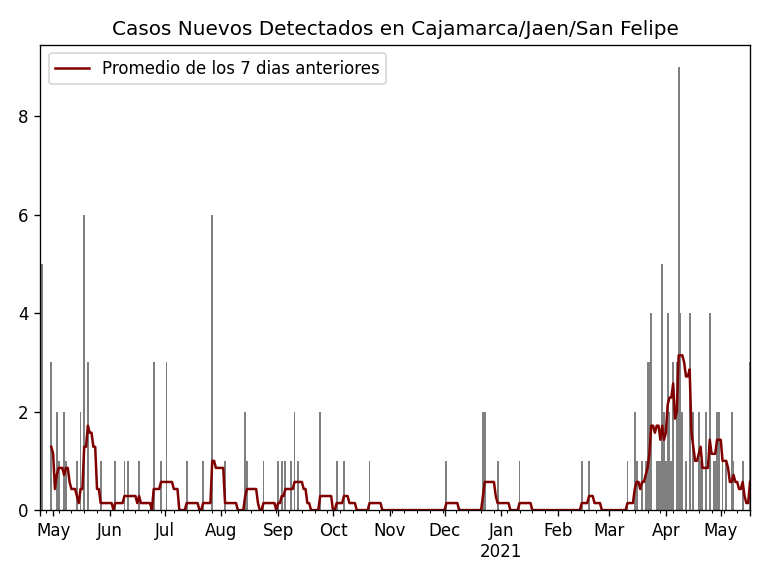 Casos Nuevos Detectados en Cajamarca/Jaen/San Felipe
Promedio de los 7 dias anteriores
8
6
4
2
0
May Jun Jul Aug Sep Oct Nov Dec Jan Feb Mar Apr May
2021